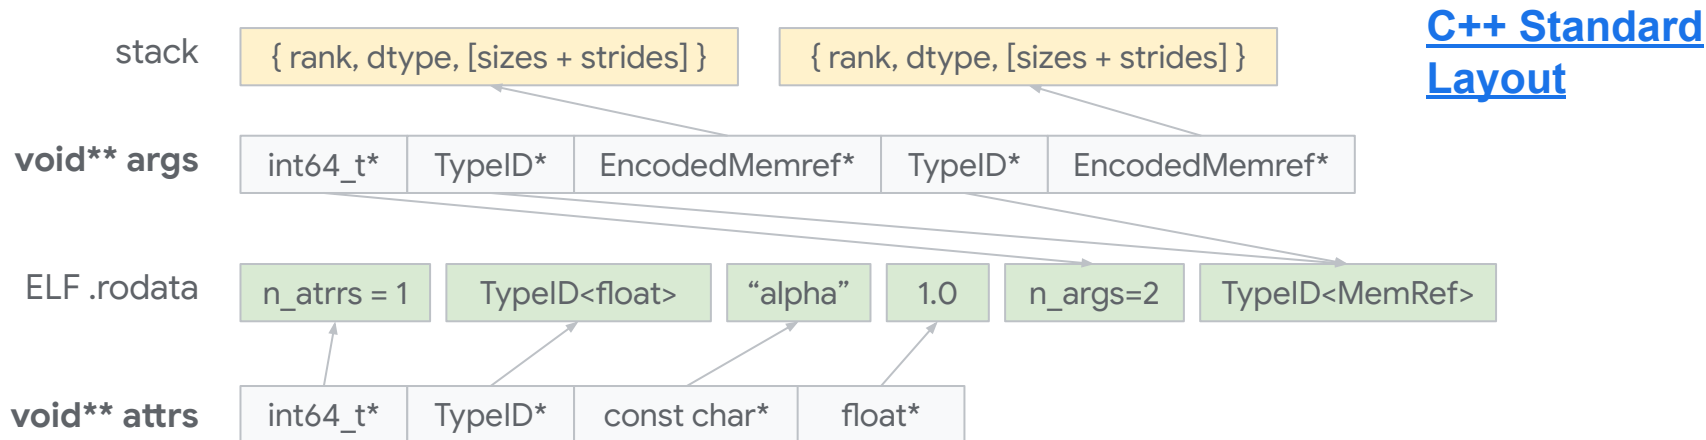 C++ Standard
Layout
stack { rank, dtype, [sizes + strides] } { rank, dtype, [sizes + strides] }
void** args int64_t* TypeID* EncodedMemref* TypeID* EncodedMemref*
ELF .rodata n_atrrs = 1 TypeID<float> “alpha” 1.0 n_args=2 TypeID<MemRef>
void** attrs int64_t* TypeID* const char* float*